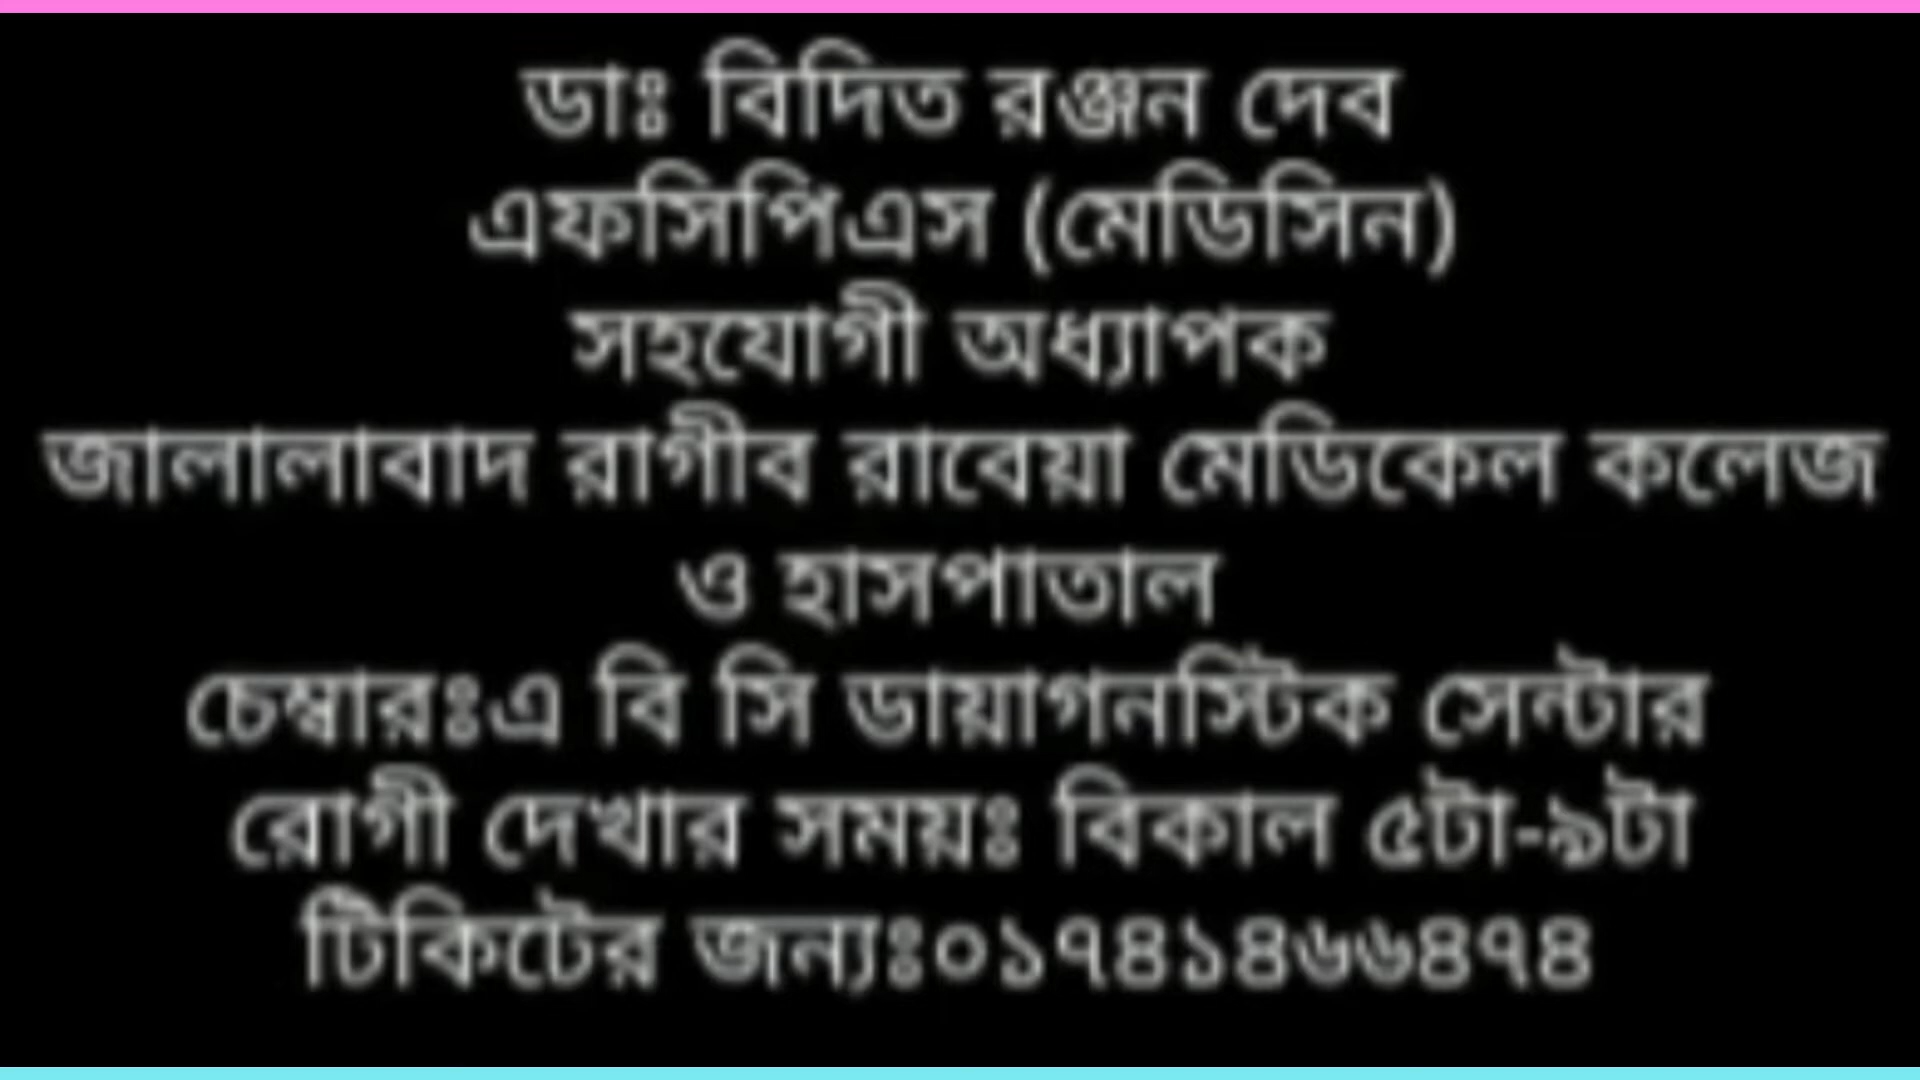 ডাঃ বিদিত রঞ্জন দেব
এফসিপিএস (মেডিসিন)
সহযোগী অধ্যাপক
জালালাবাদ রাগীব রাবেয়া মেডিকেল কলেজ
ও হাসপাতাল
চেম্বারঃএ বি সি ডায়াগনস্টিক সেন্টার
রোগী দেখার সময়ঃ বিকাল ৫টা-৯টা
টিকিটের জন্যঃ০১৭৪১৪৬৬৪৭৪